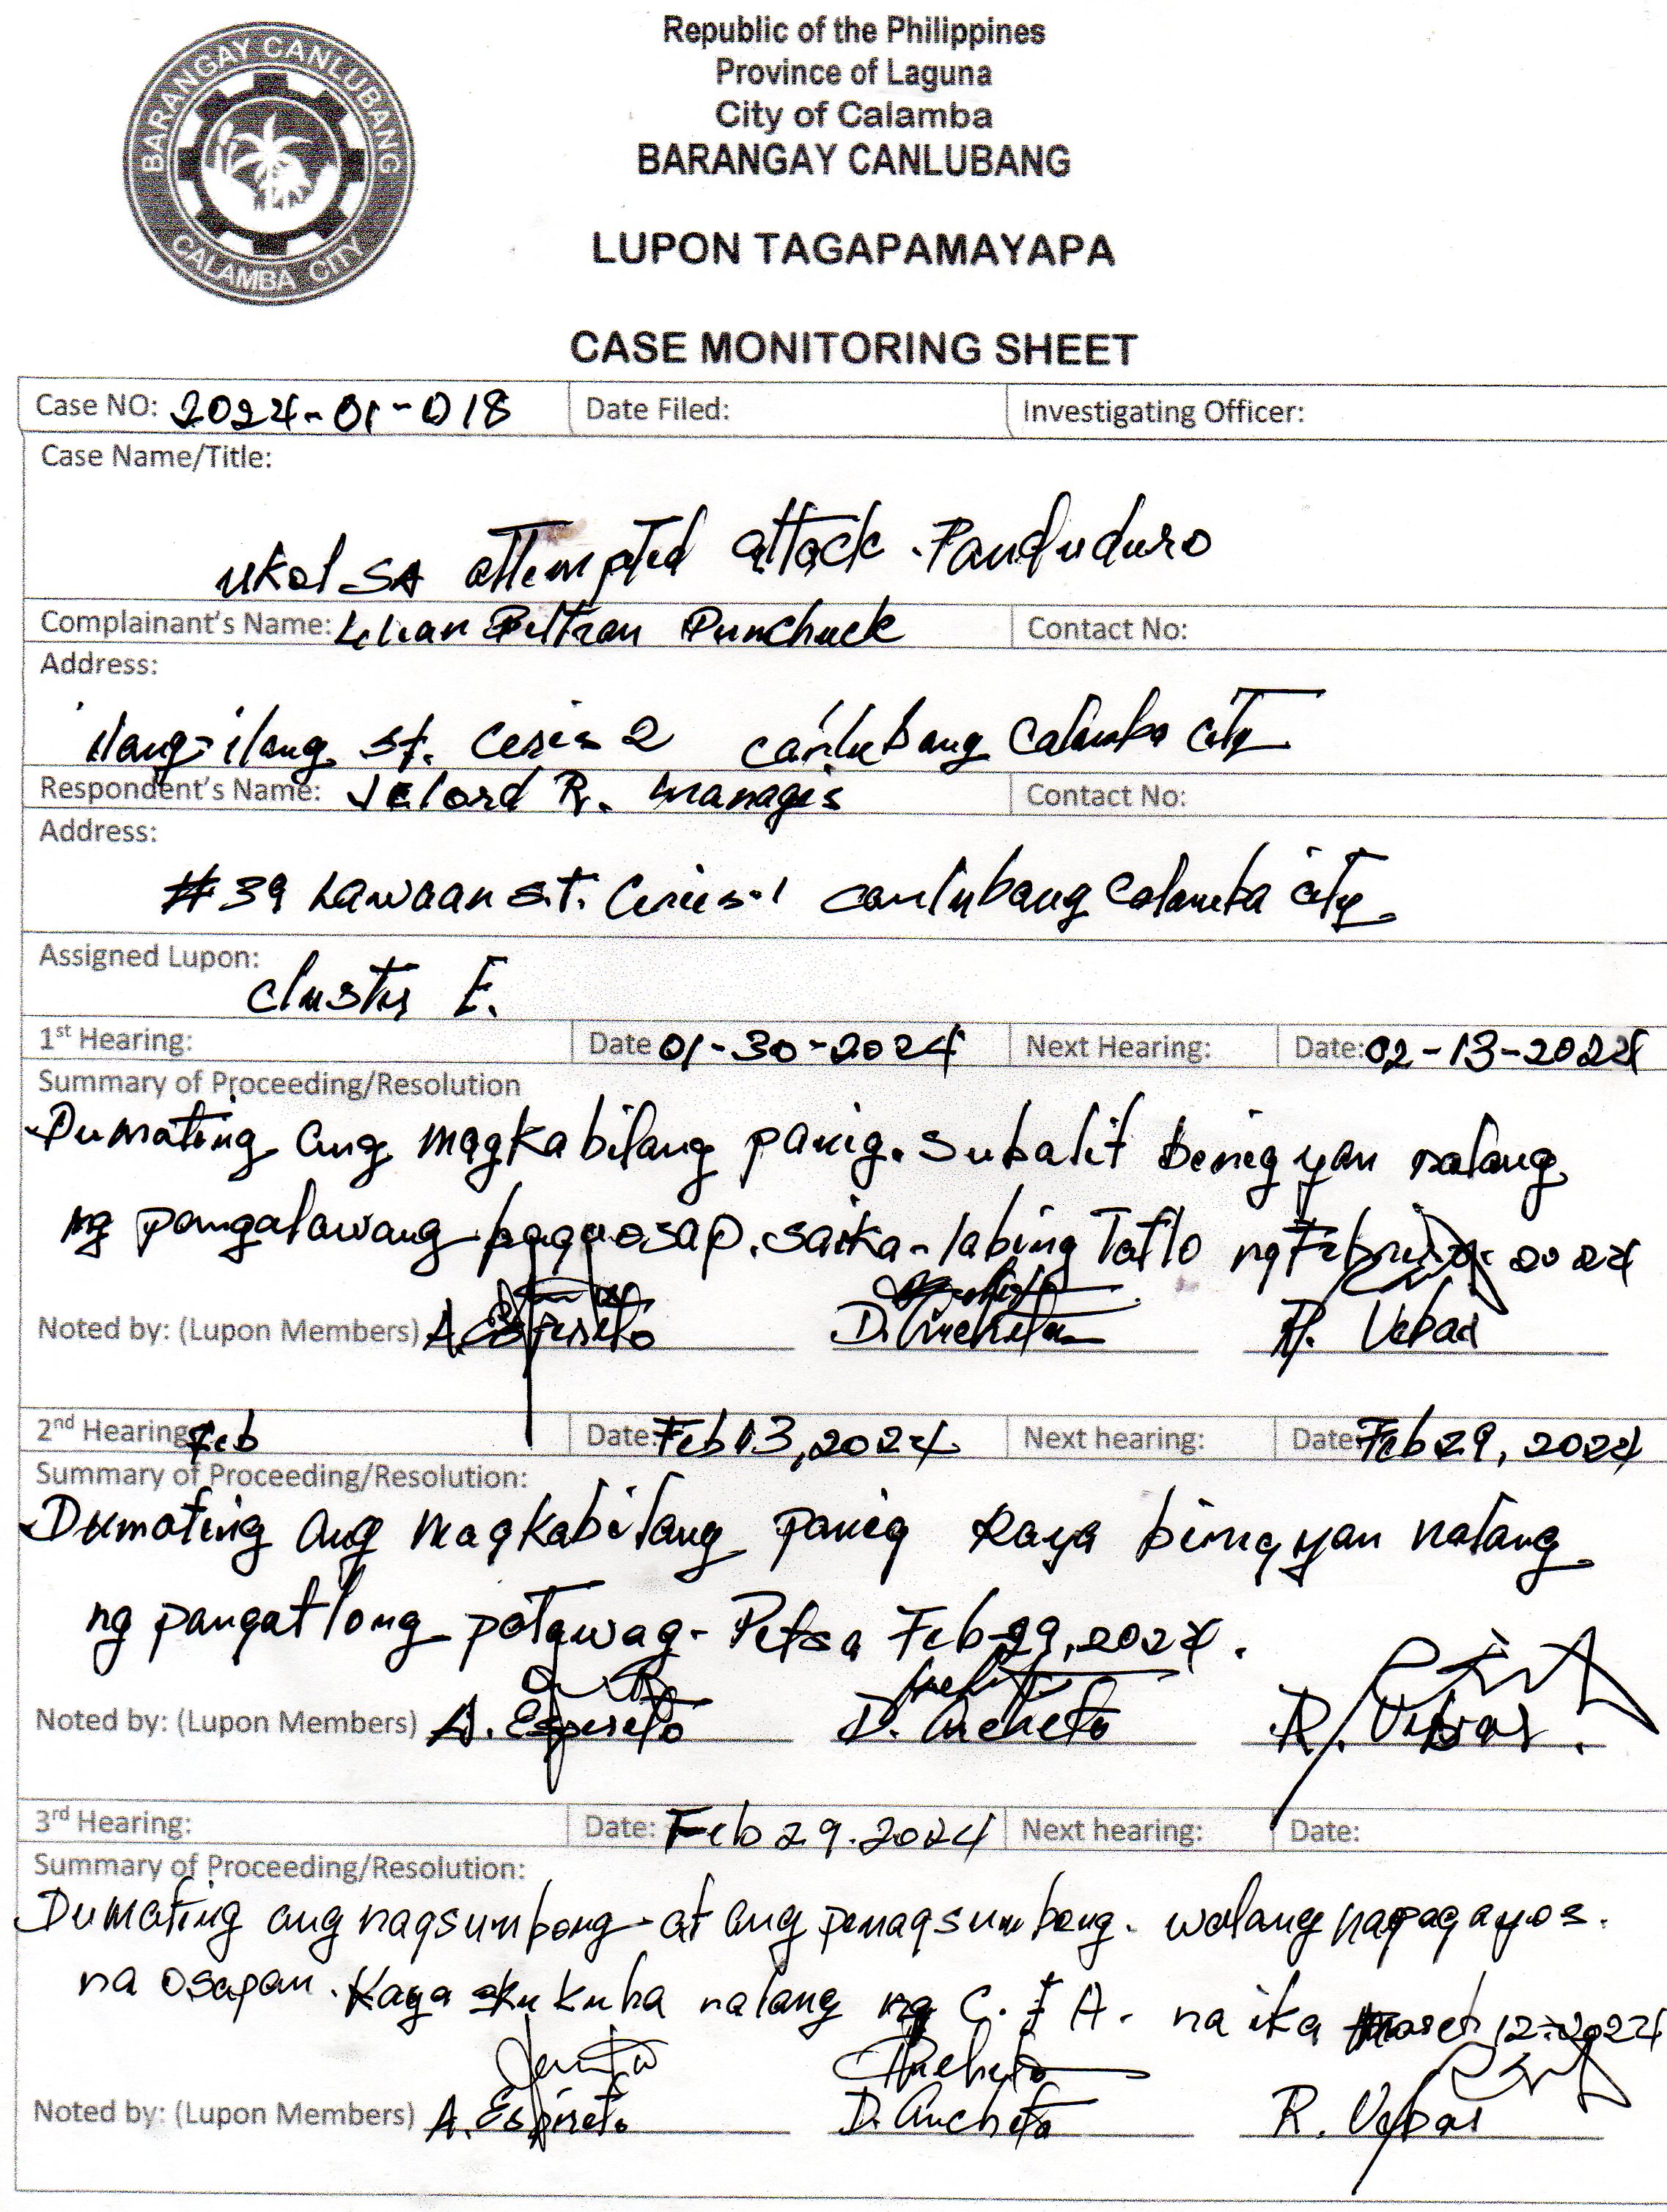 BARANGAY CANLUBANG
CALAMBA CITY
Republic of the Philippines
Province of Laguna
City of Calamba
BARANGAY CANLUBANG
LUPON TAGAPAMAYAPA
CASE MONITORING SHEET
Case NO: 2024-01-018 Date Filed: Investigating Officer:
Case Name/Title:
ukol SA attempted attack. Panduduro
Complainant's Name: Beltran Punchuck Contact No:
Address:
ilang-ilang st. Ceris 2 canlubang Calamba City
Respondent's Name: Jelord R. Manages Contact No:
Address:
#39 Lawaan st. Ceris-1 canlubang Calamba city
Assigned Lupon:
Cluster E.
1st Hearing: Date 01-30-2024 Next Hearing: Date: 02-13-2024
Summary of Proceeding/Resolution
Dumating ang magkabilang panig. Subalit benigyan nalang
ng pangalawang paguosap. saika-labing Tatlo ng 2024
Noted by: (Lupon Members) A. Espireto D. Ancheta R. Vebar
2nd Hearing: Feb Date: Feb 13, 2024 Next hearing: Date: Feb 29, 2024
Summary of Proceeding/Resolution:
Dumating ang magkabilang panig Kaya binigyan nalang
ng pangatlong patawag- Petsa Feb-29, 2024.
Noted by: (Lupon Members) A. Espireto D. Ancheta R. Vebar.
3rd Hearing: Date: Feb 29.2024 Next hearing: Date:
Summary of Proceeding/Resolution:
Dumating ang nagsumbong-at ang penagsumbong. walang napagayos.
na osapan. Kaya kukuha nalang ng C.F A. na ika March 12-2024
Noted by: (Lupon Members) A. Espireto D. Ancheta R. Vebar